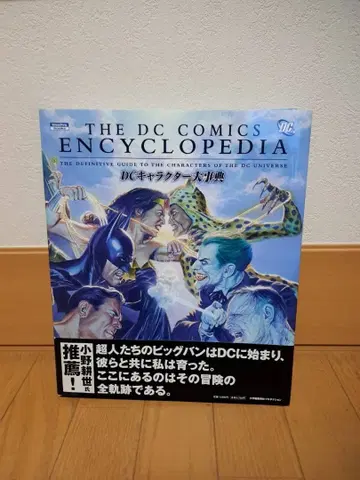 DC
THE DC COMICS
ENCYCLOPEDIA
THE DEFINITIVE GUIDE TO THE CHARACTERS OF THE DC UNIVERSE
DCキャラクター大事典
超人たちのビッグバンはDCに始まり、
彼らと共に私は育った。
ここにあるのはその冒険の
全軌跡である。
小野耕世氏
推薦!